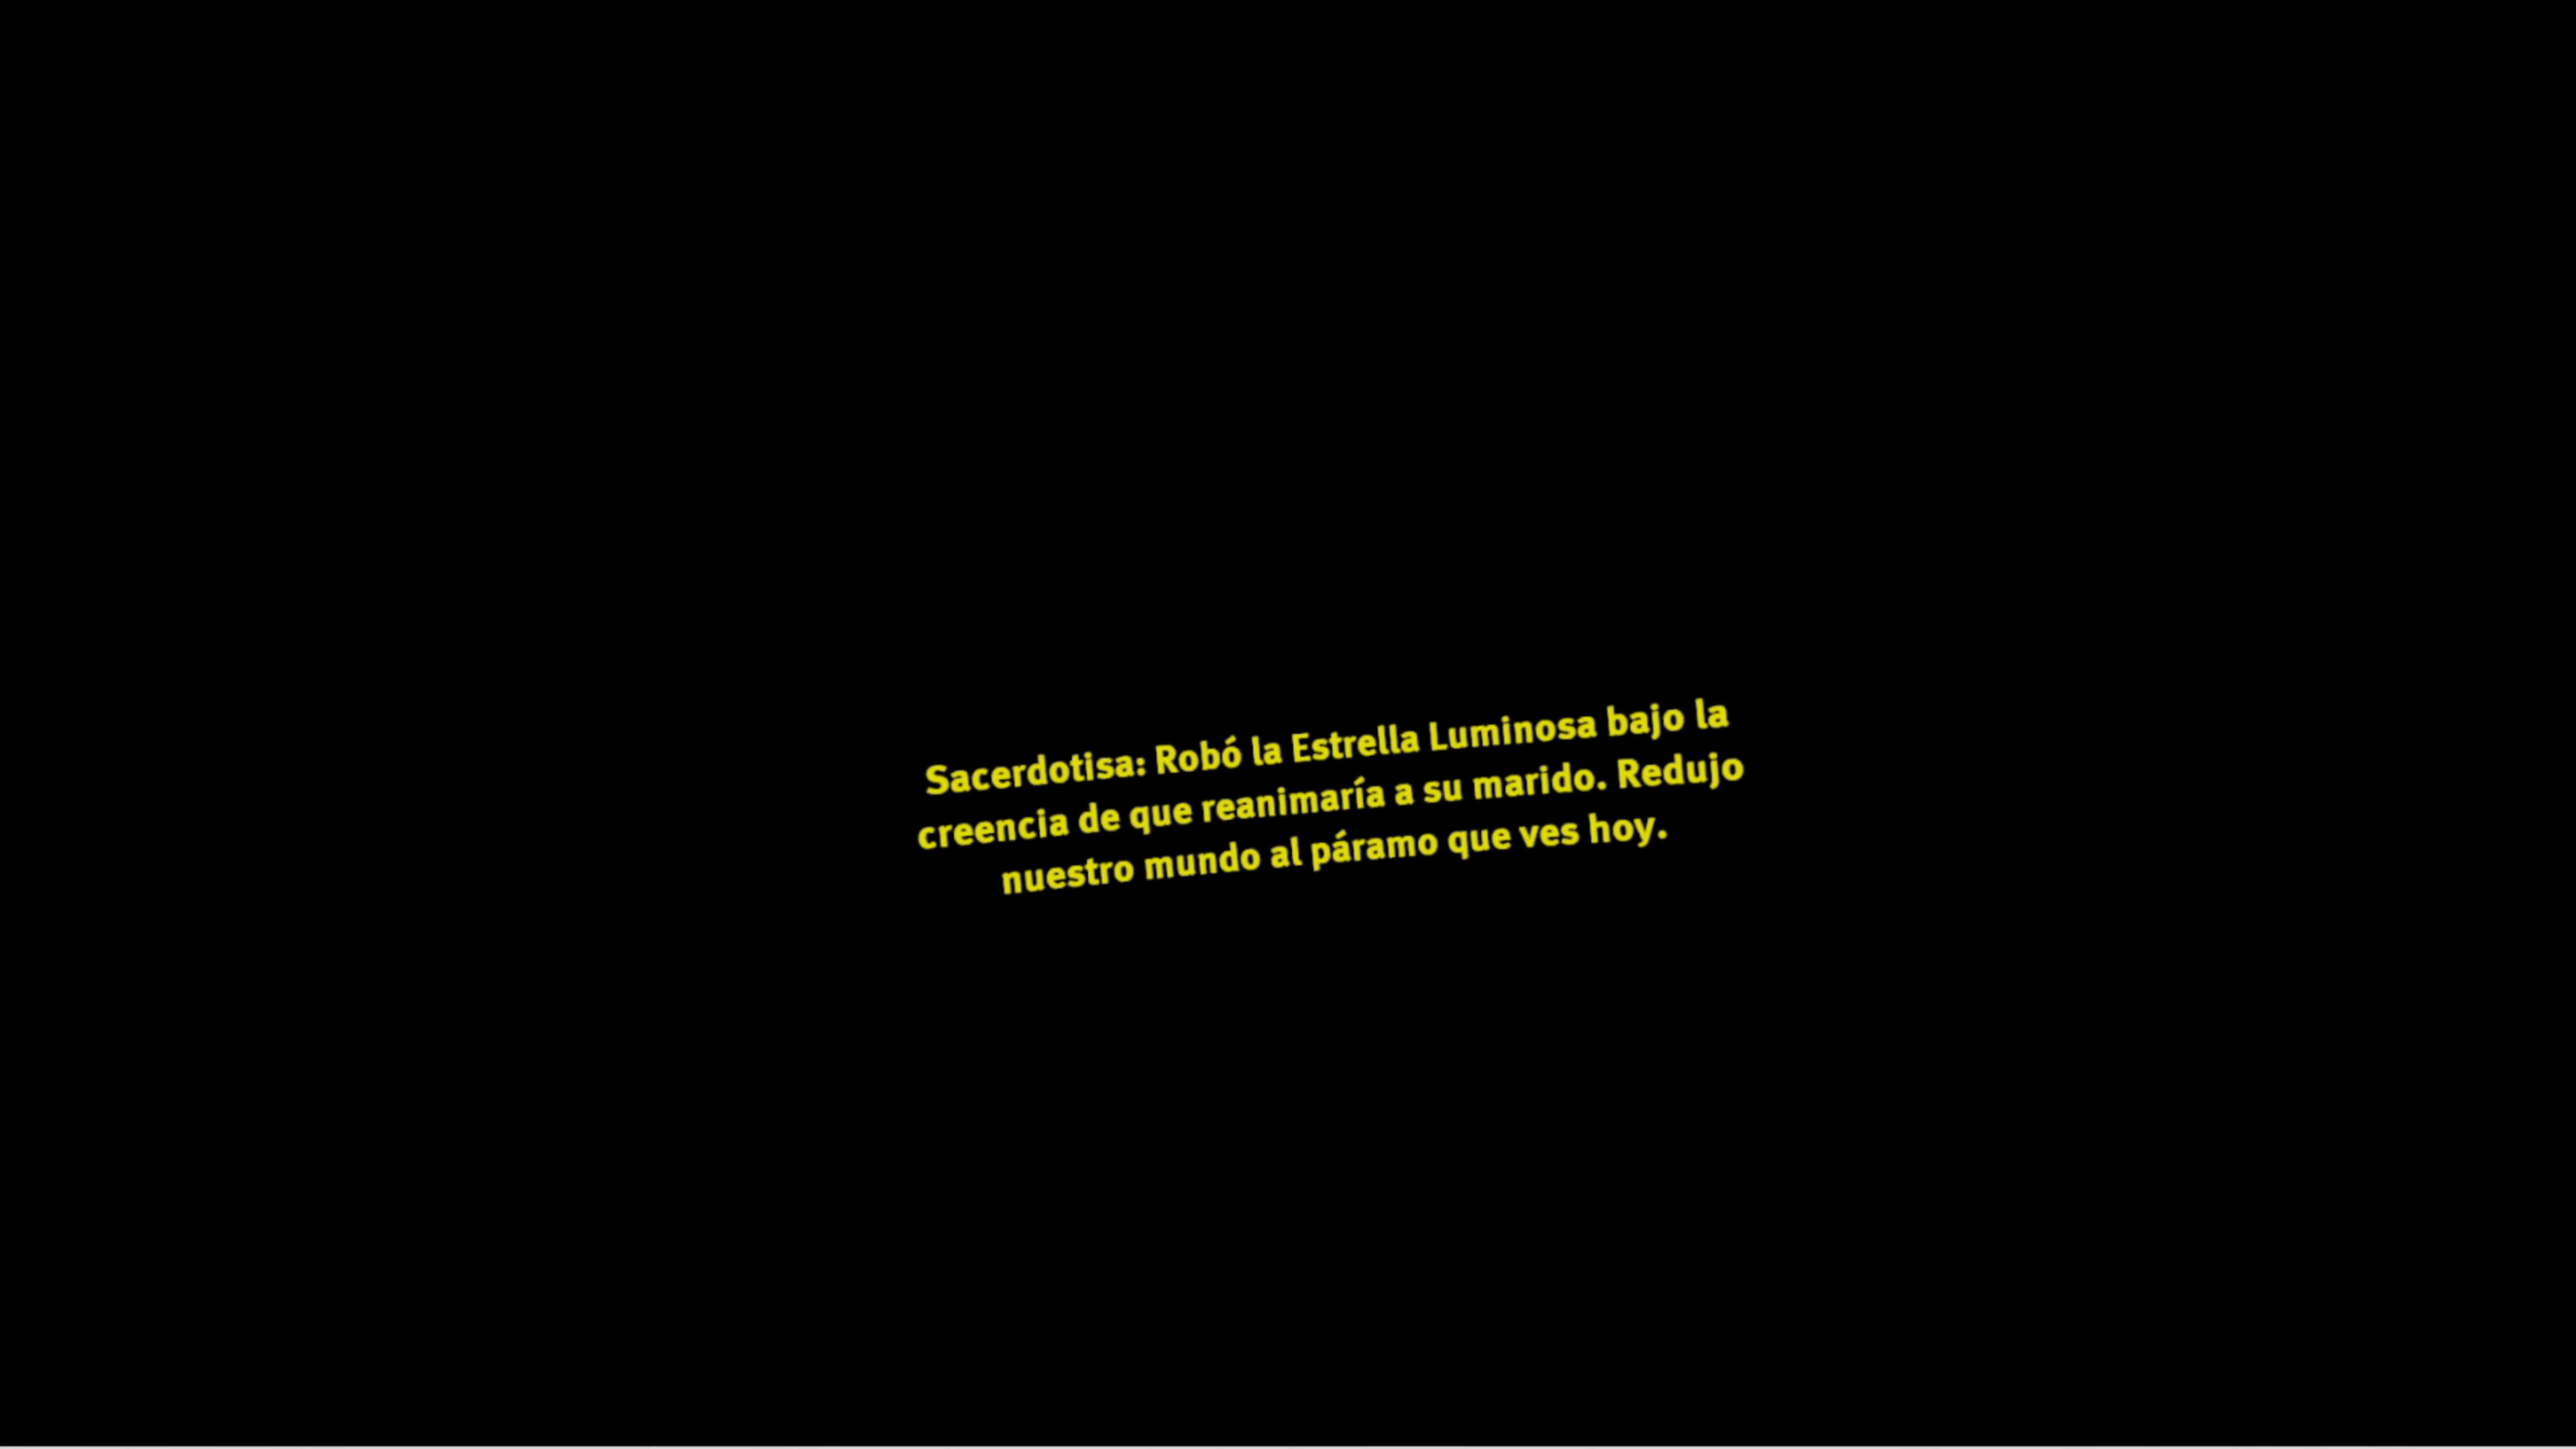 Sacerdotisa: Robó la Estrella Luminosa bajo la
creencia de que reanimaría a su marido. Redujo
nuestro mundo al páramo que ves hoy.